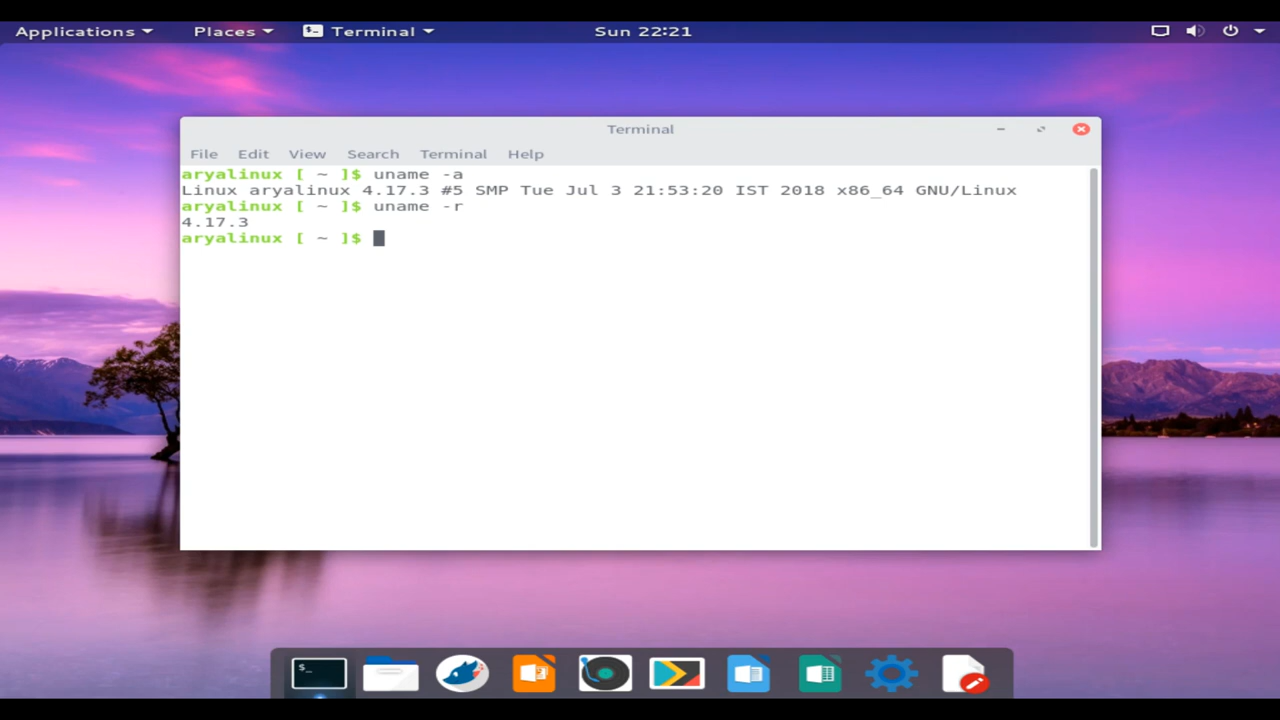 Applications Places Terminal Sun 22:21
Terminal
File Edit View Search Terminal Help
aryalinux [ ~ ]$ uname -a
Linux aryalinux 4.17.3 #5 SMP Tue Jul 3 21:53:20 IST 2018 x86_64 GNU/Linux
aryalinux [ ~ ]$ uname -r
4.17.3
aryalinux [ ~ ]$
$_